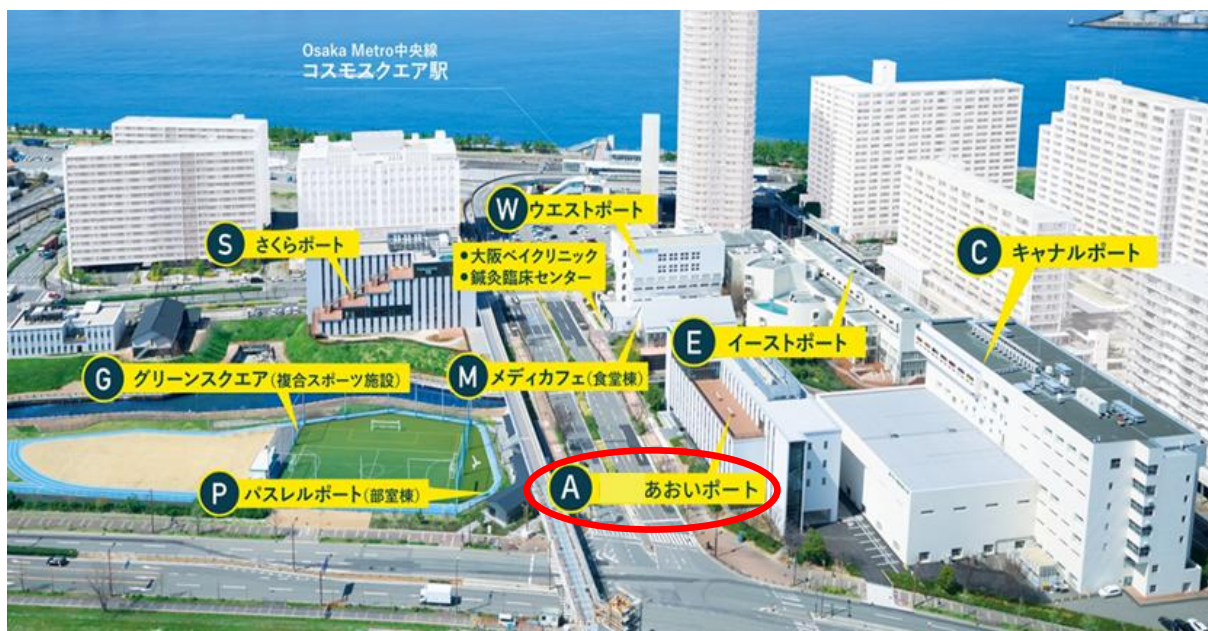 Osaka Metro中央線
コスモスクエア駅
W ウエストポート
S さくらポート
●大阪ベイクリニック
●鍼灸臨床センター
C キャナルポート
E イーストポート
G グリーンスクエア(複合スポーツ施設)
M メディカフェ(食堂棟)
P パスレルポート(部室棟)
A あおいポート